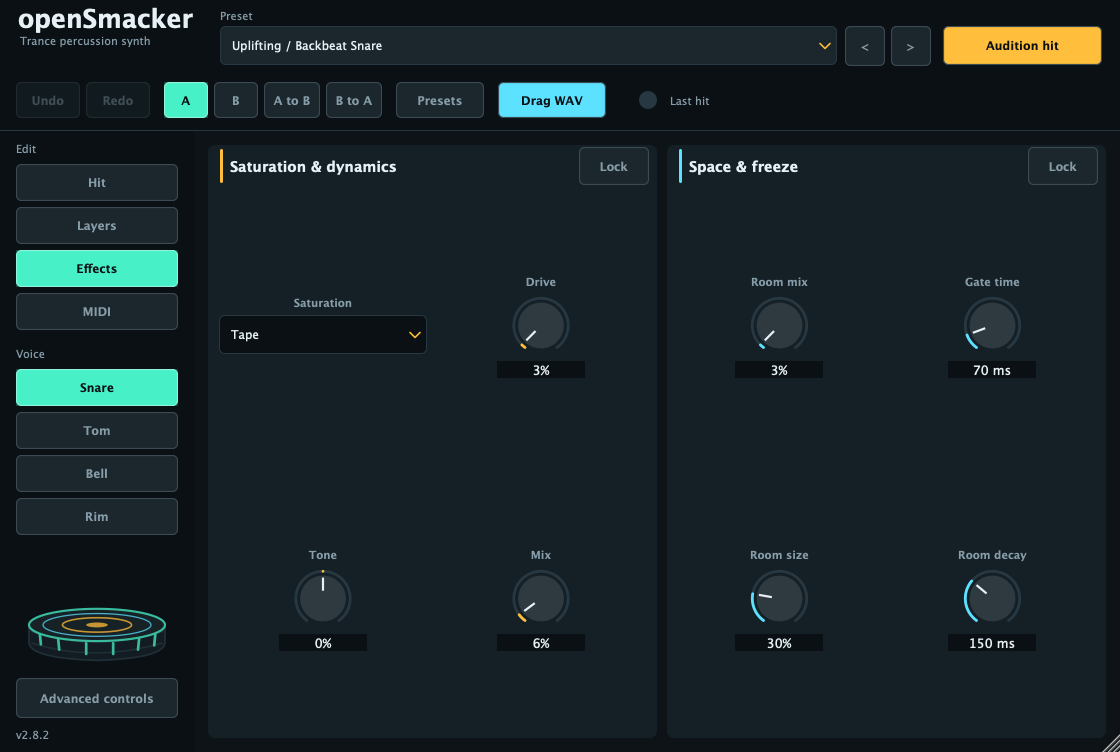 openSmacker
Trance percussion synth
Preset
Uplifting / Backbeat Snare
<
>
Audition hit
Undo
Redo
A
B
A to B
B to A
Presets
Drag WAV
Last hit
Edit
Hit
Layers
Effects
MIDI
Voice
Snare
Tom
Bell
Rim
Advanced controls
v2.8.2
Saturation & dynamics
Lock
Saturation
Tape
Drive
3%
Tone
0%
Mix
6%
Space & freeze
Lock
Room mix
3%
Gate time
70 ms
Room size
30%
Room decay
150 ms